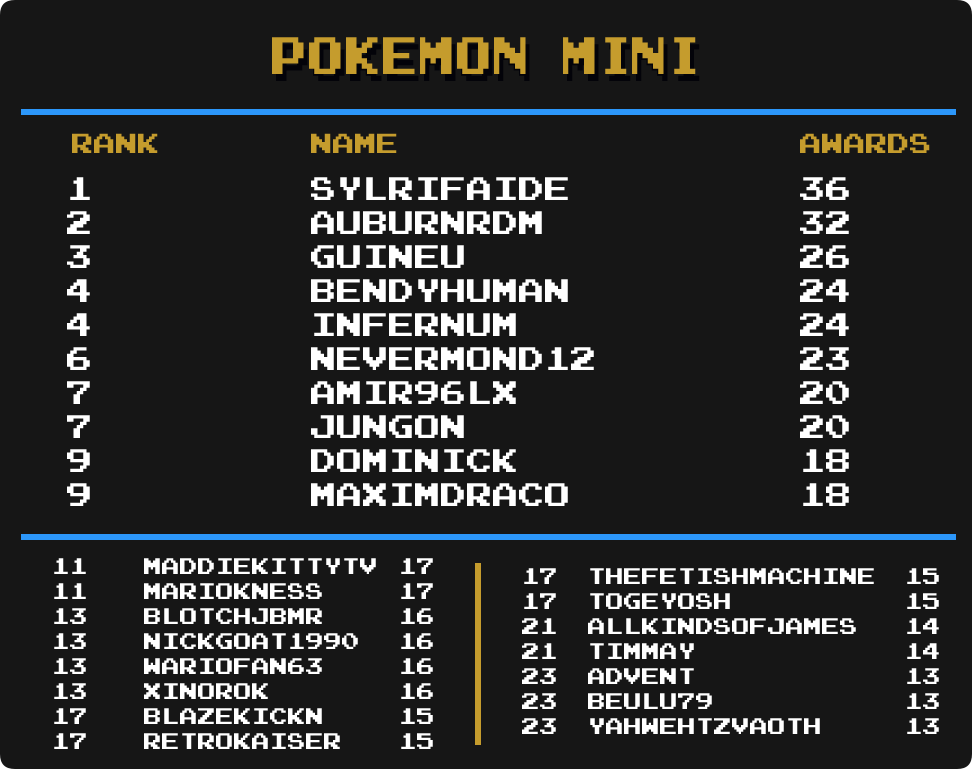 POKEMON MINI
RANK NAME AWARDS
1 SYLRIFAIDE 36
2 AUBURNRDM 32
3 GUINEU 26
4 BENDYHUMAN 24
4 INFERNUM 24
6 NEVERMOND12 23
7 AMIR96LX 20
7 JUNGON 20
9 DOMINICK 18
9 MAXIMDRACO 18
11 MADDIEKITTYTV 17
11 MARIOKNESS 17
13 BLOTCHJBMR 16
13 NICKGOAT1990 16
13 WARIOFAN63 16
13 XINOROK 16
17 BLAZEKICKN 15
17 RETROKAISER 15
17 THEFETISHMACHINE 15
17 TOGEYOSH 15
21 ALLKINDSOFJAMES 14
21 TIMMAY 14
23 ADVENT 13
23 BEULU79 13
23 YAHWEHTZVAOTH 13